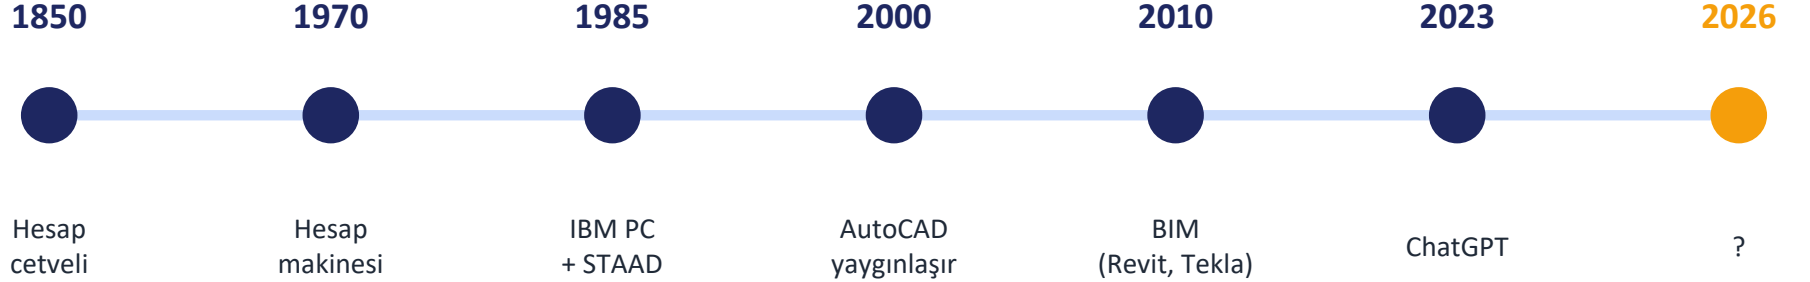 1850
1970
1985
2000
2010
2023
2026
Hesap
cetveli
Hesap
makinesi
IBM PC
+ STAAD
AutoCAD
yaygınlaşır
BIM
(Revit, Tekla)
ChatGPT
?